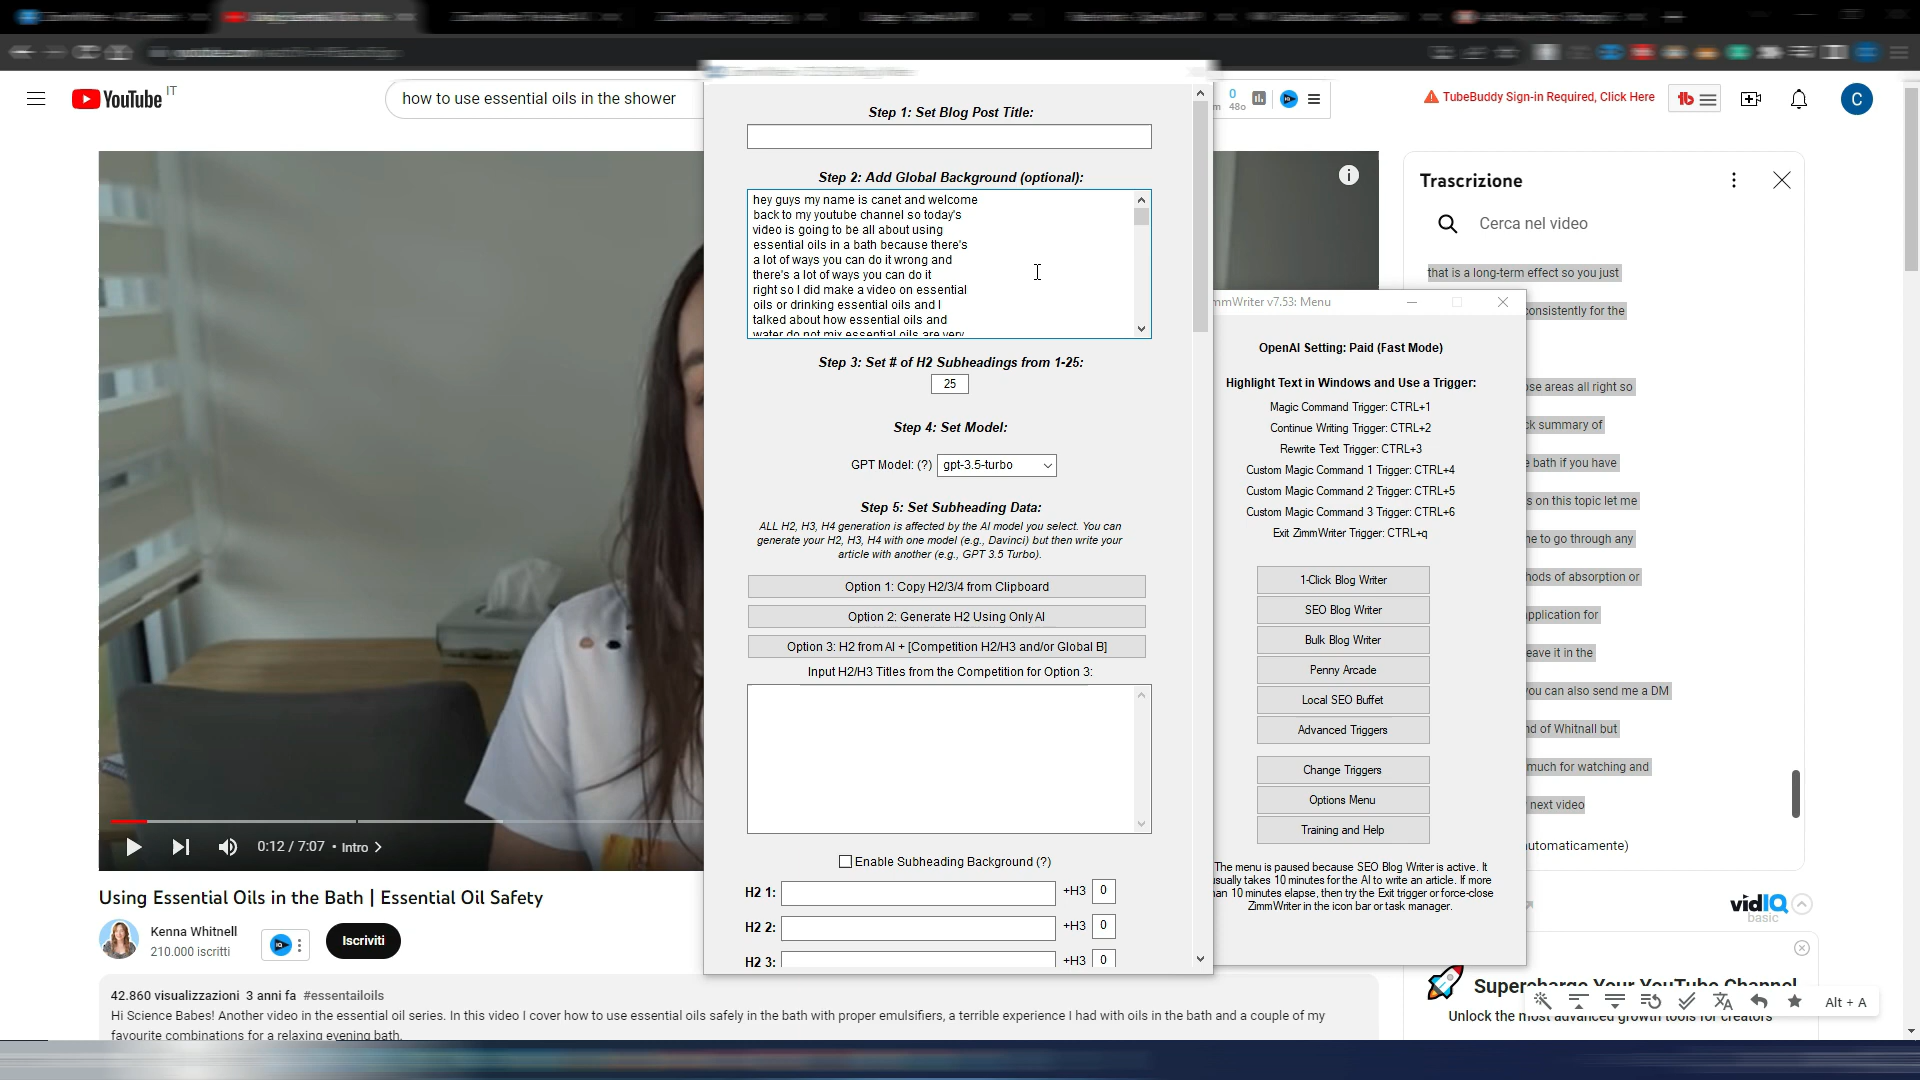 YouTube IT
how to use essential oils in the shower
0
48o
TubeBuddy Sign-in Required, Click Here
tb
C
Step 1: Set Blog Post Title:
Step 2: Add Global Background (optional):
hey guys my name is canet and welcome
back to my youtube channel so today's
video is going to be all about using
essential oils in a bath because there's
a lot of ways you can do it wrong and
there's a lot of ways you can do it
right so I did make a video on essential
oils or drinking essential oils and I
talked about how essential oils and
water do not mix essential oils are very
Step 3: Set # of H2 Subheadings from 1-25:
25
Step 4: Set Model:
GPT Model: (?) gpt-3.5-turbo
Step 5: Set Subheading Data:
ALL H2, H3, H4 generation is affected by the AI model you select. You can
generate your H2, H3, H4 with one model (e.g., Davinci) but then write your
article with another (e.g., GPT 3.5 Turbo).
Option 1: Copy H2/3/4 from Clipboard
Option 2: Generate H2 Using Only AI
Option 3: H2 from AI + [Competition H2/H3 and/or Global B]
Input H2/H3 Titles from the Competition for Option 3:
Enable Subheading Background (?)
H2 1: +H3 0
H2 2: +H3 0
H2 3: +H3 0
mmWriter v7.53: Menu
OpenAI Setting: Paid (Fast Mode)
Highlight Text in Windows and Use a Trigger:
Magic Command Trigger: CTRL+1
Continue Writing Trigger: CTRL+2
Rewrite Text Trigger: CTRL+3
Custom Magic Command 1 Trigger: CTRL+4
Custom Magic Command 2 Trigger: CTRL+5
Custom Magic Command 3 Trigger: CTRL+6
Exit ZimmWriter Trigger: CTRL+q
1-Click Blog Writer
SEO Blog Writer
Bulk Blog Writer
Penny Arcade
Local SEO Buffet
Advanced Triggers
Change Triggers
Options Menu
Training and Help
The menu is paused because SEO Blog Writer is active. It
sually takes 10 minutes for the AI to write an article. If more
an 10 minutes elapse, then try the Exit trigger or force-close
ZimmWriter in the icon bar or task manager.
Trascrizione
Cerca nel video
that is a long-term effect so you just
onsistently for the
se areas all right so
ck summary of
e bath if you have
s on this topic let me
e to go through any
hods of absorption or
pplication for
eave it in the
you can also send me a DM
nd of Whitnall but
much for watching and
next video
automaticamente)
0:12 / 7:07 • Intro
Using Essential Oils in the Bath | Essential Oil Safety
Kenna Whitnell
210.000 iscritti
Iscriviti
42.860 visualizzazioni 3 anni fa #essentailoils
Hi Science Babes! Another video in the essential oil series. In this video I cover how to use essential oils safely in the bath with proper emulsifiers, a terrible experience I had with oils in the bath and a couple of my
favourite combinations for a relaxing evening bath.
vidIQ
basic
Supercharge Your YouTube Channel
Alt + A
Unlock the most advanced growth tools for creators